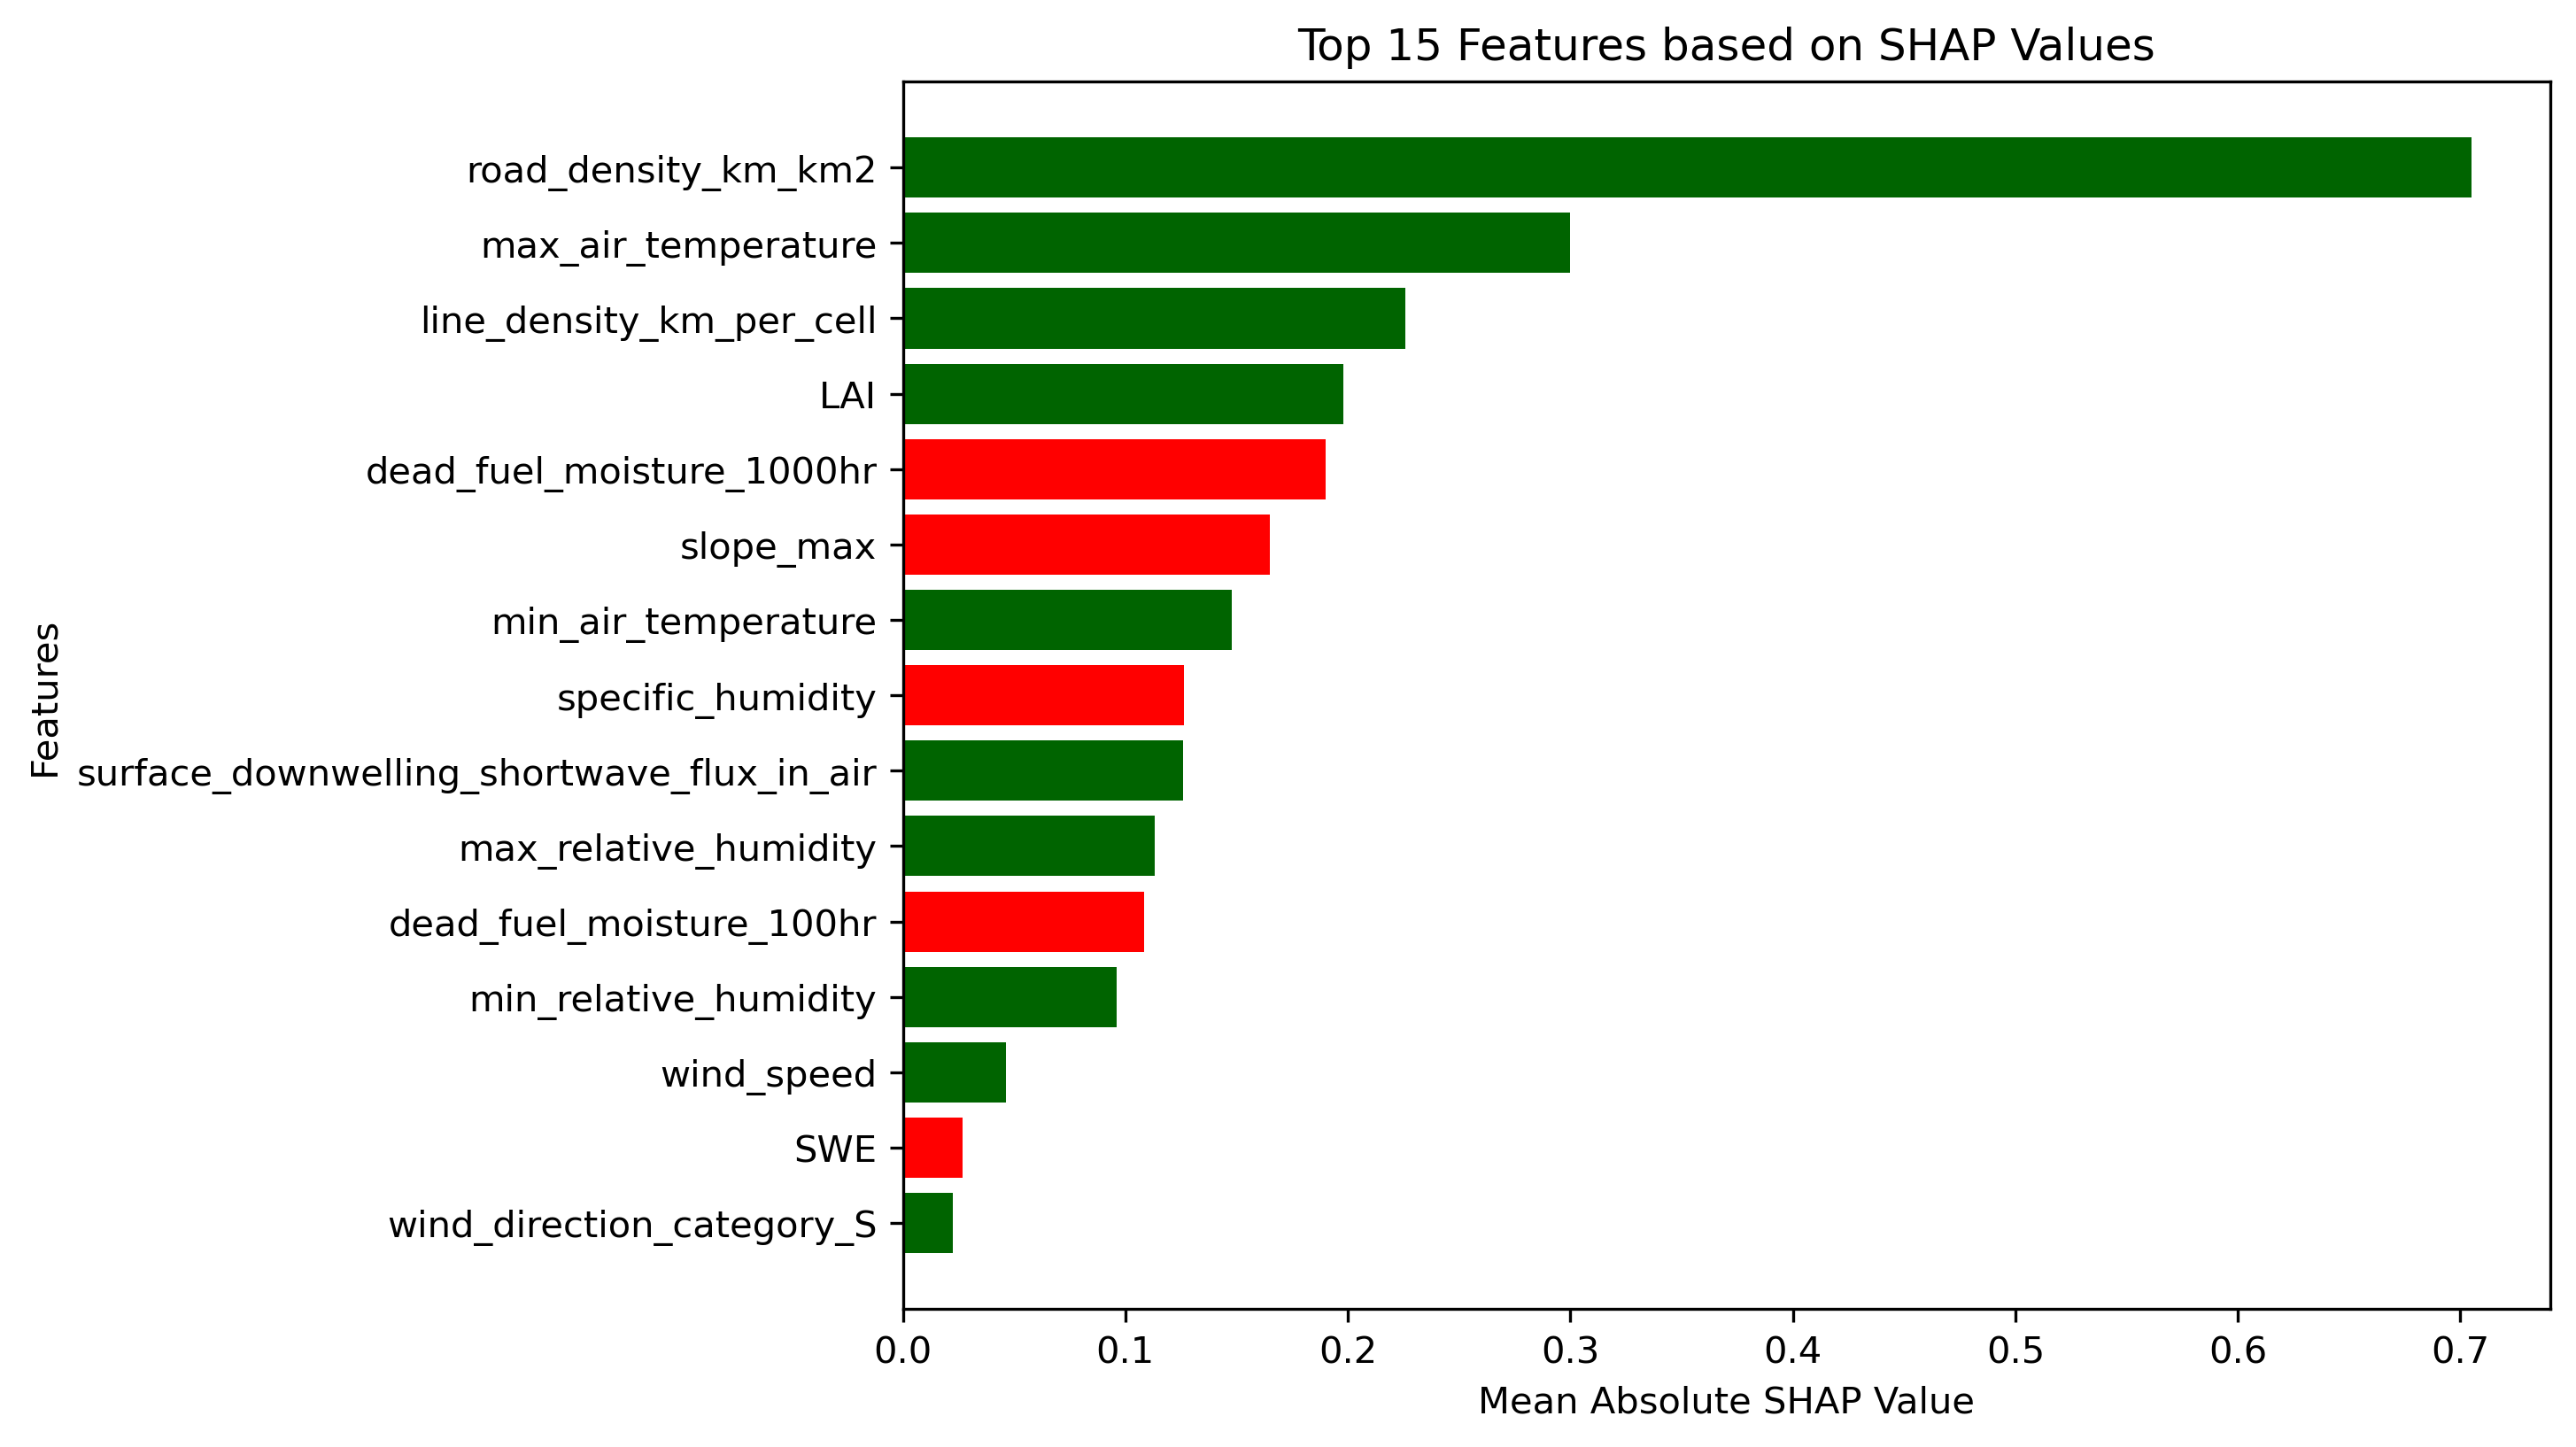 Top 15 Features based on SHAP Values
Features
road_density_km_km2
max_air_temperature
line_density_km_per_cell
LAI
dead_fuel_moisture_1000hr
slope_max
min_air_temperature
specific_humidity
surface_downwelling_shortwave_flux_in_air
max_relative_humidity
dead_fuel_moisture_100hr
min_relative_humidity
wind_speed
SWE
wind_direction_category_S
0.0 0.1 0.2 0.3 0.4 0.5 0.6 0.7
Mean Absolute SHAP Value